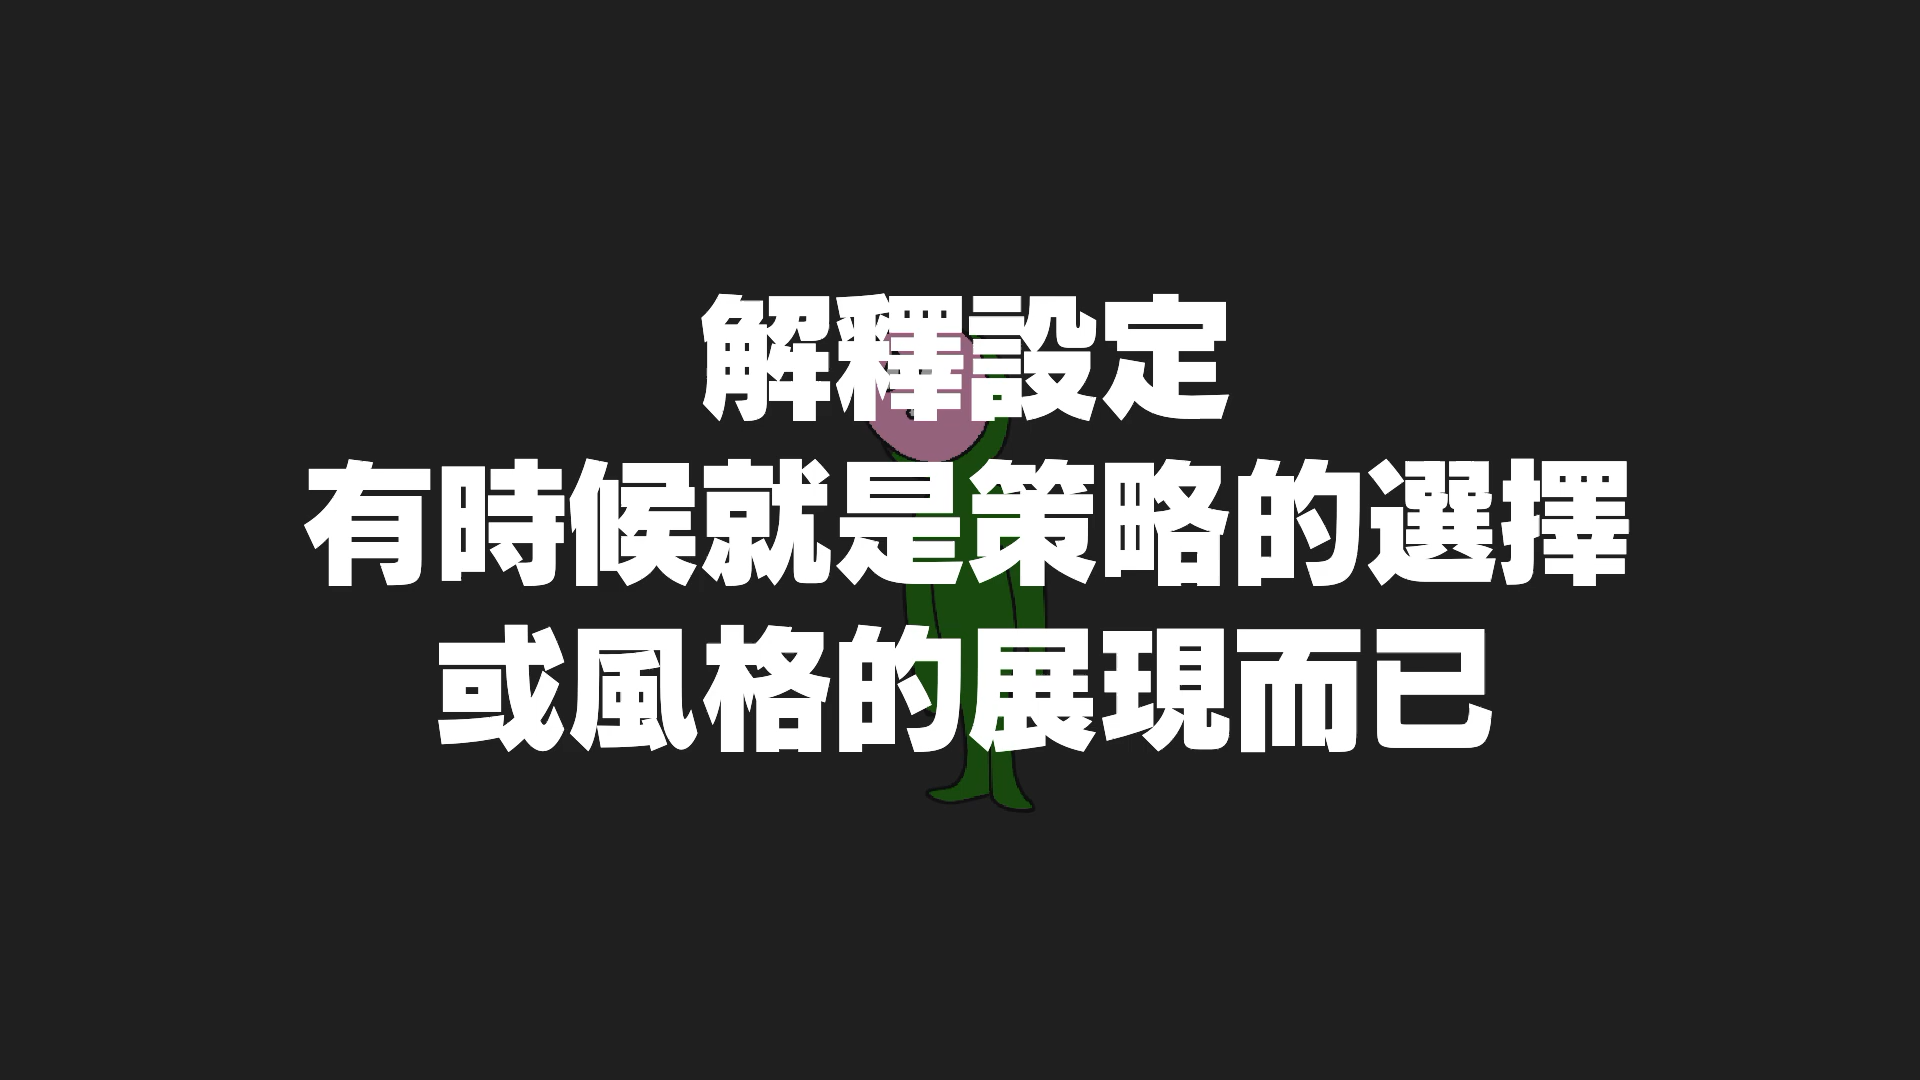 解釋設定
有時候就是策略的選擇
或風格的展現而已